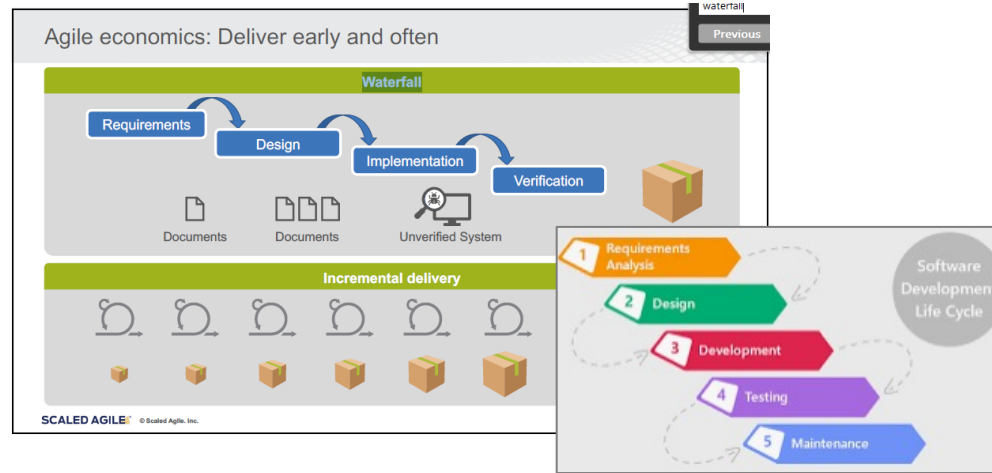 waterfall
Previous
Agile economics: Deliver early and often
Waterfall
Requirements
Design
Implementation
Verification
Documents
Documents
Unverified System
Incremental delivery
SCALED AGILE
© Scaled Agile. Inc.
1
Requirements
Analysis
2
Design
3
Development
4
Testing
5
Maintenance
Software
Developmen
Life Cycle